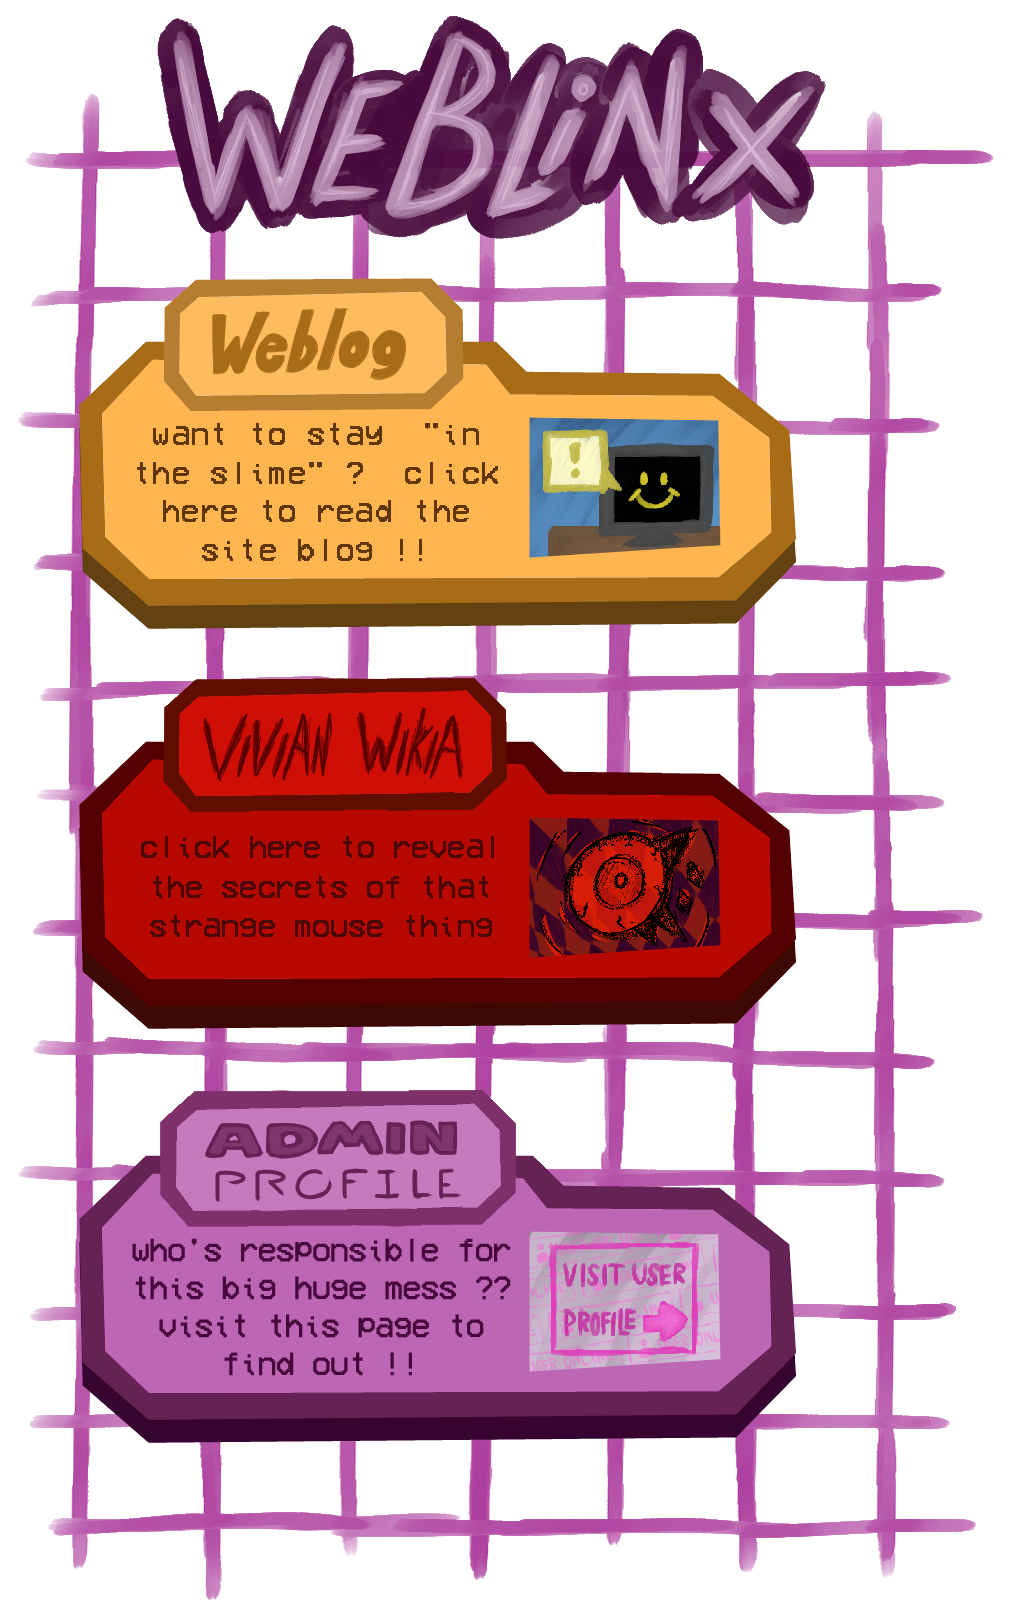 WEBLiNX
Weblog
want to stay "in
the slime" ? click
here to read the
site blog !!
!
ViViAN WiKiA
click here to reveal
the secrets of that
strange mouse thing
ADMIN
PROFILE
who's responsible for
this big huge mess ??
visit this page to
find out !!
VISIT USER
PROFILE
USER ONLINE